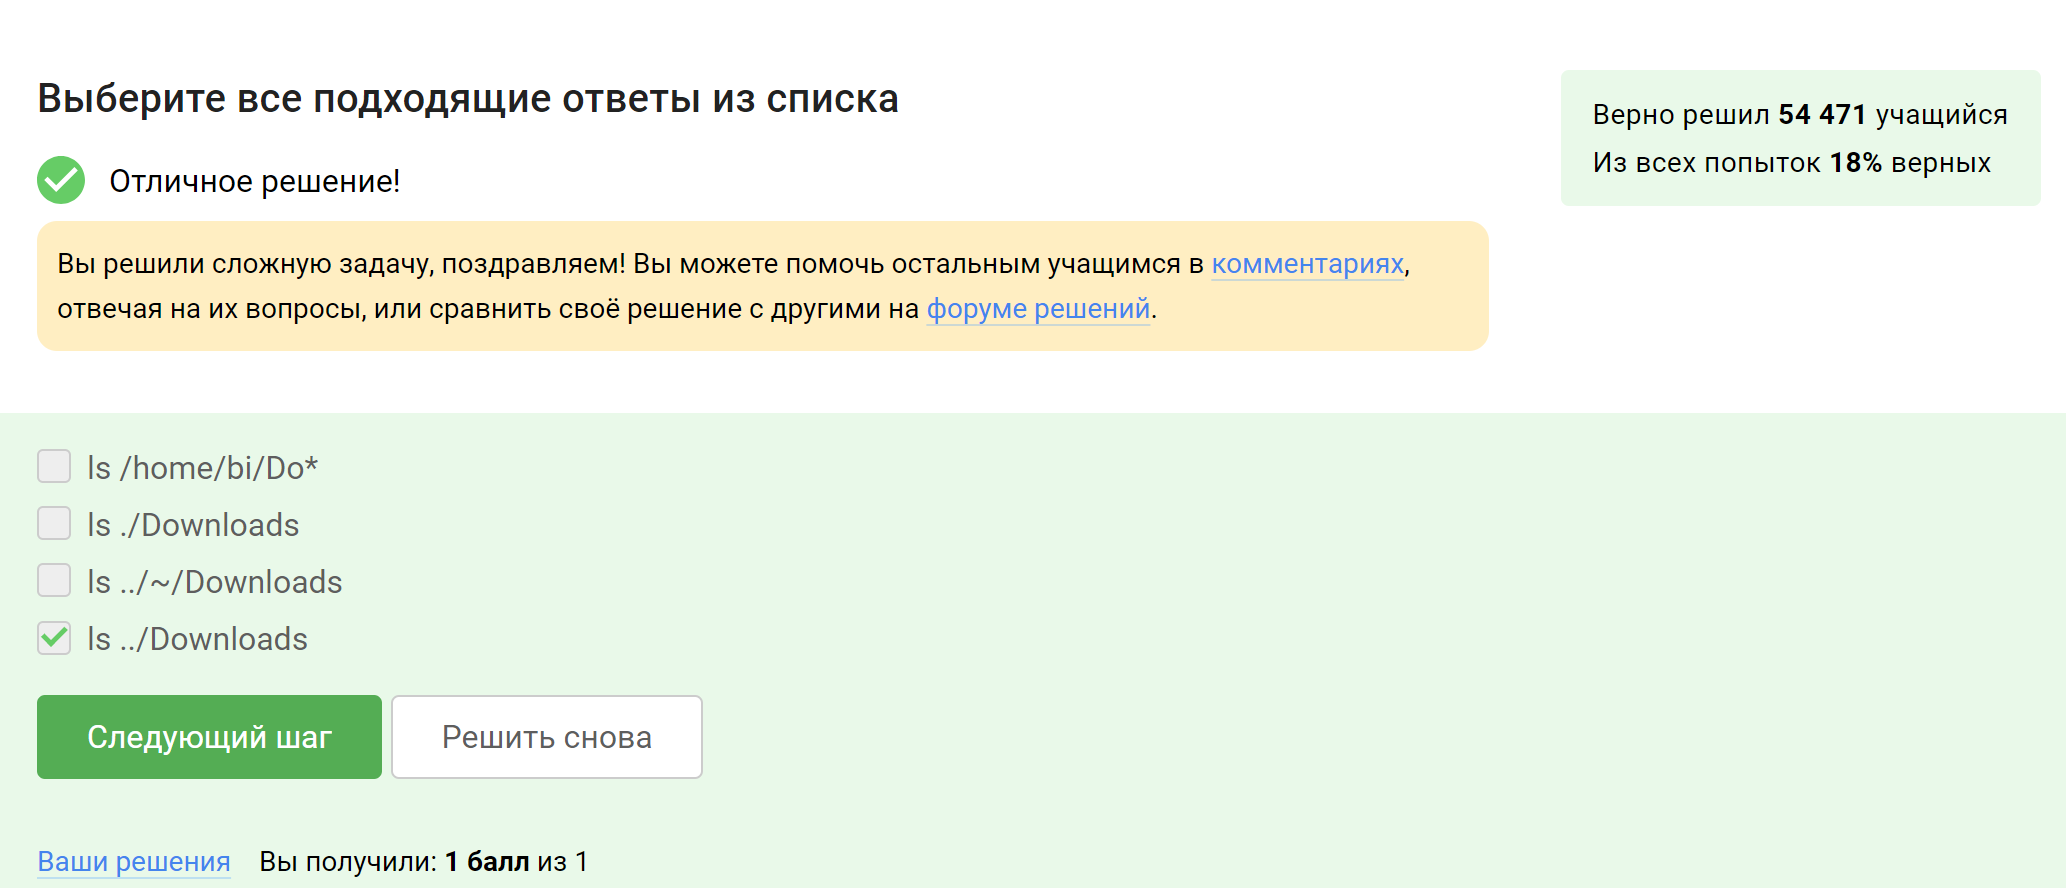 Выберите все подходящие ответы из списка
Верно решил 54 471 учащийся
Из всех попыток 18% верных
Отличное решение!
Вы решили сложную задачу, поздравляем! Вы можете помочь остальным учащимся в комментариях,
отвечая на их вопросы, или сравнить своё решение с другими на форуме решений.
ls /home/bi/Do*
ls ./Downloads
ls ../~/Downloads
ls ../Downloads
Следующий шаг
Решить снова
Ваши решения Вы получили: 1 балл из 1